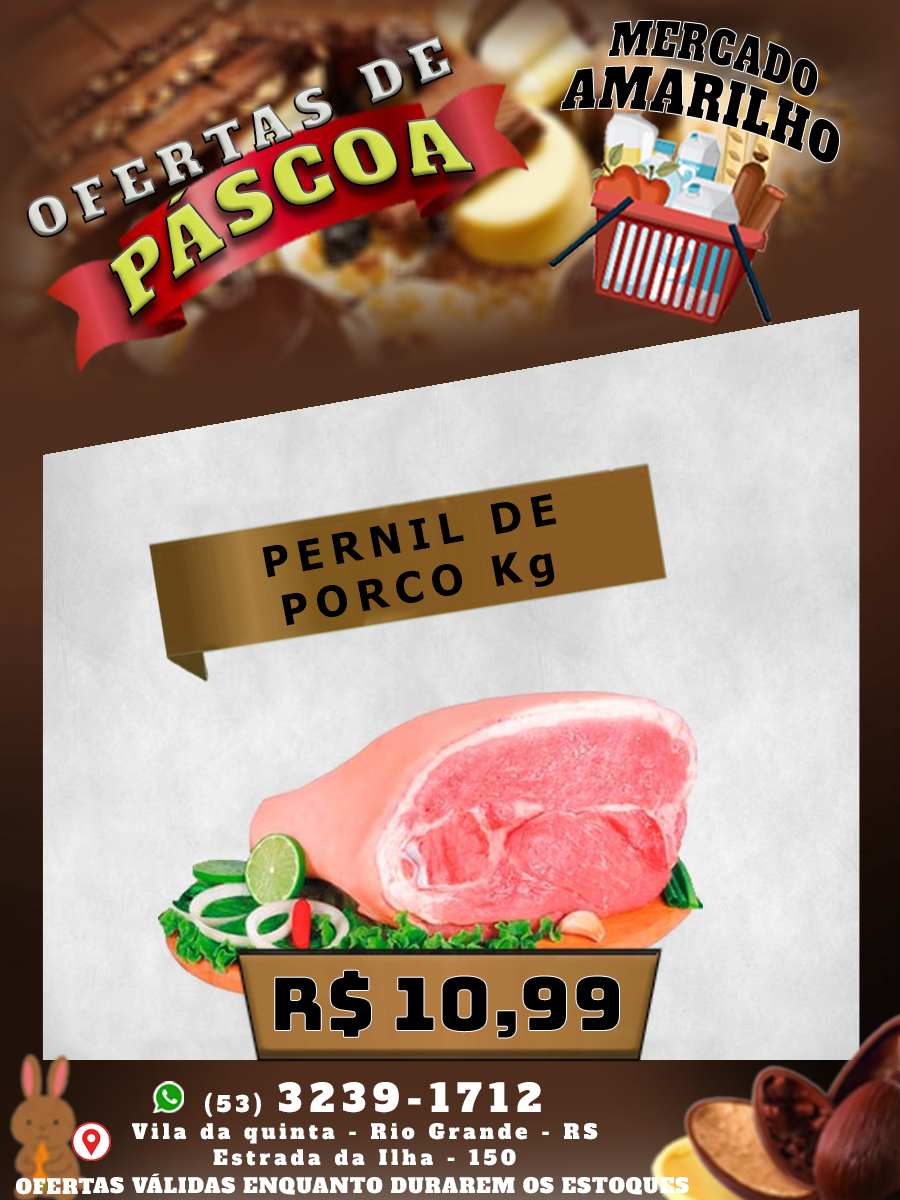 OFERTAS DE
PÁSCOA
MERCADO
AMARILHO
PERNIL DE
PORCO Kg
R$ 10,99
(53) 3239-1712
Vila da quinta - Rio Grande - RS
Estrada da Ilha - 150
OFERTAS VÁLIDAS ENQUANTO DURAREM OS ESTOQUES